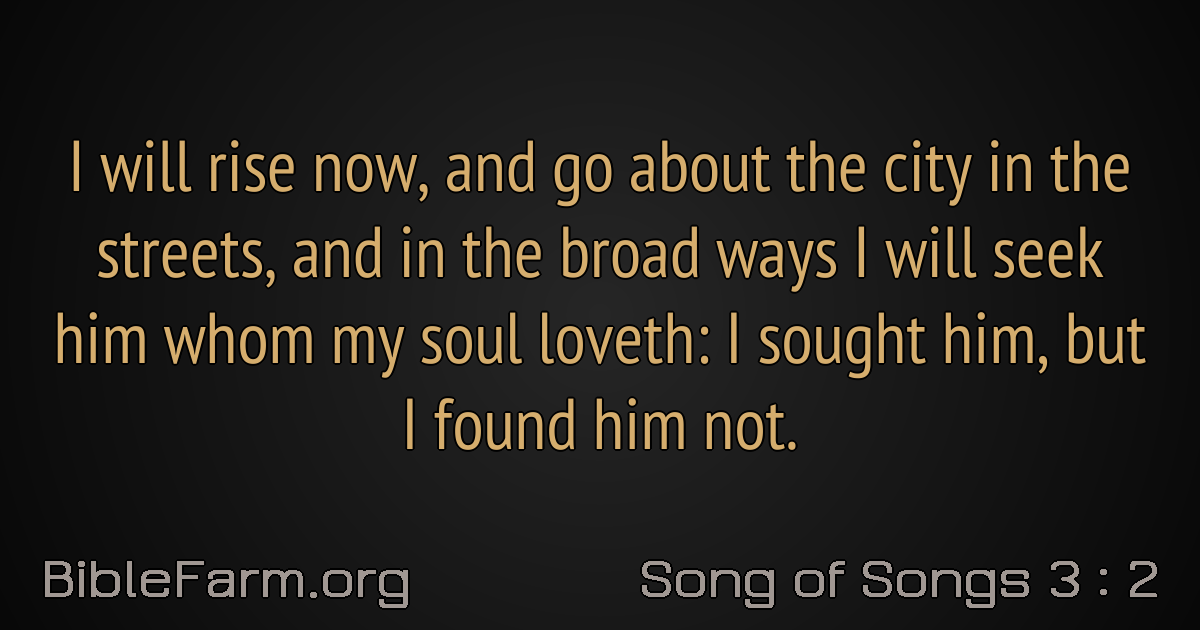 I will rise now, and go about the city in the
streets, and in the broad ways I will seek
him whom my soul loveth: I sought him, but
I found him not.
BibleFarm.org
Song of Songs 3 : 2